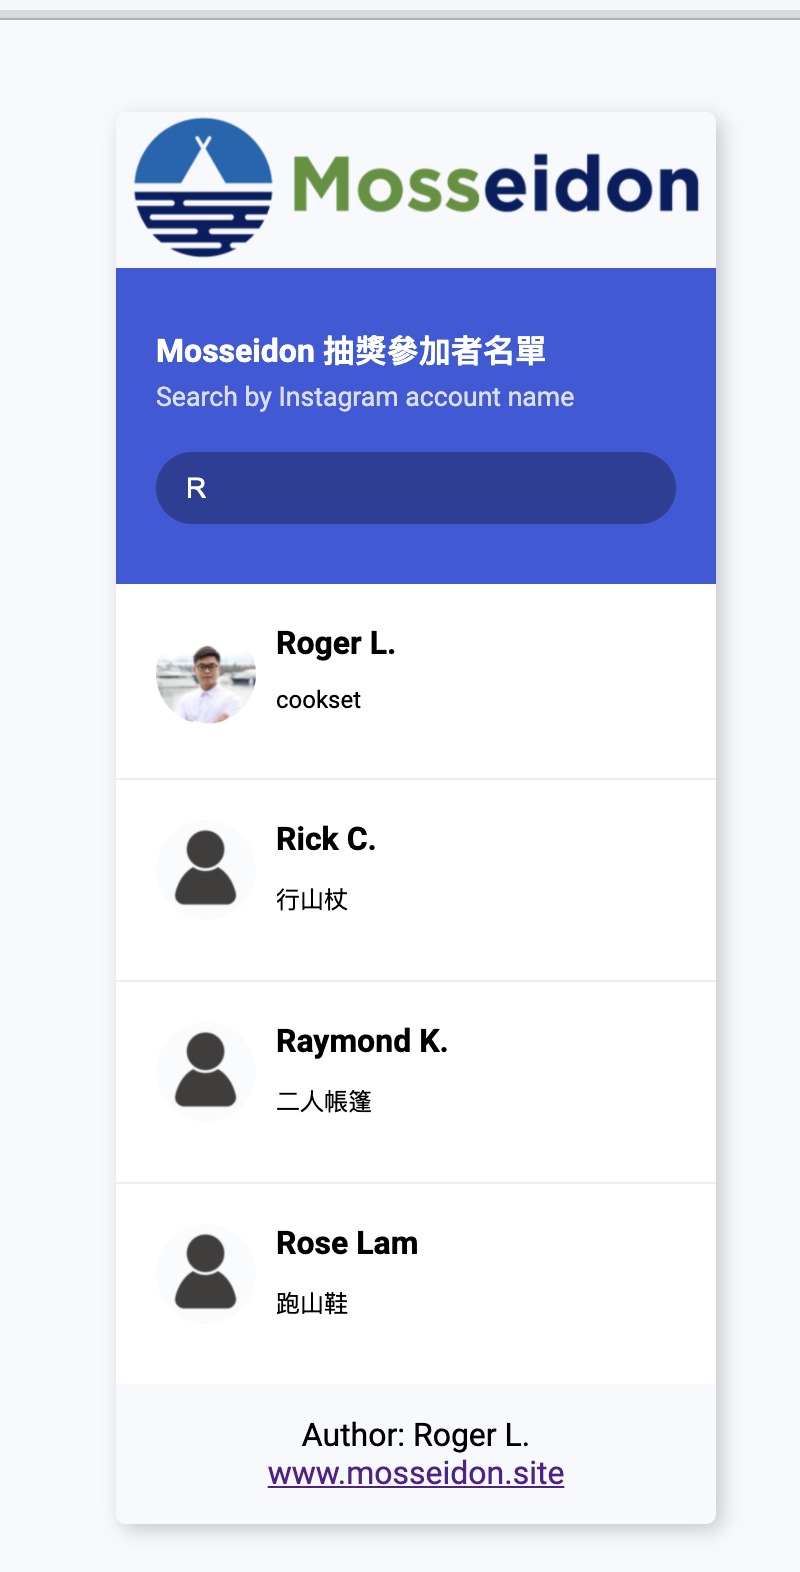 Mosseidon
Mosseidon 抽獎參加者名單
Search by Instagram account name
R
Roger L.
cookset
Rick C.
行山杖
Raymond K.
二人帳篷
Rose Lam
跑山鞋
Author: Roger L.
www.mosseidon.site